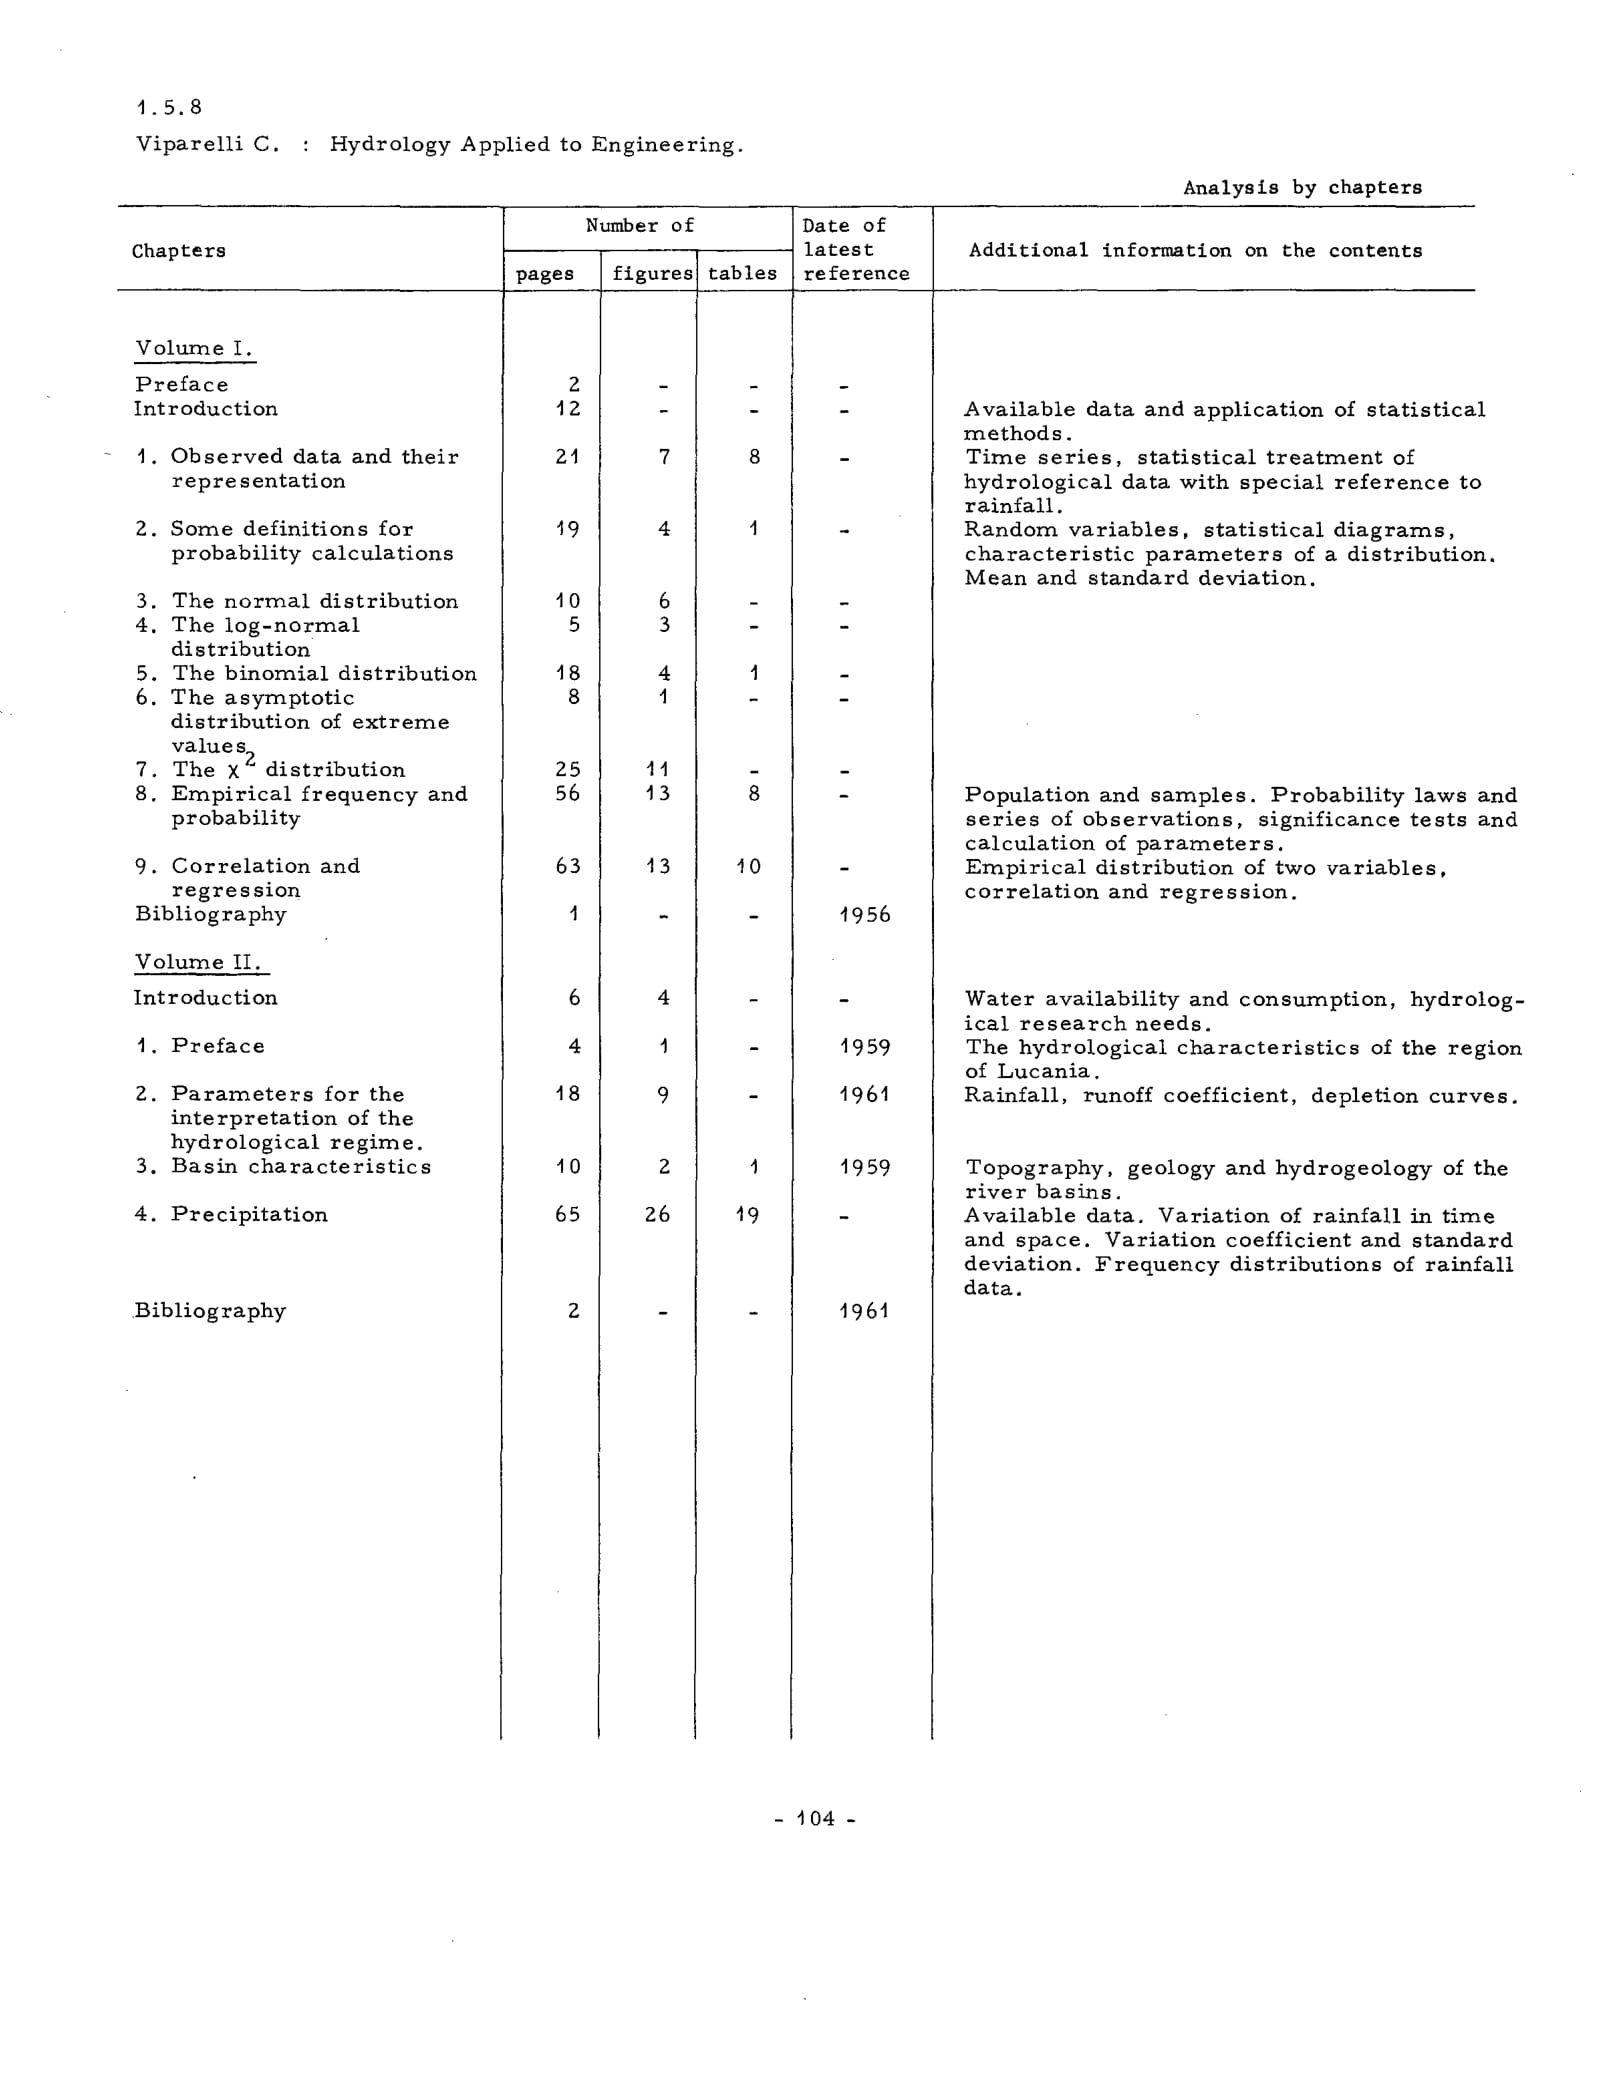 1.5.8
Viparelli C. : Hydrology Applied to Engineering.
Analysis by chapters
Chapters Number of Date of latest reference Additional information on the contents
pages figures tables
Volume I.
Preface 2 - - -
Introduction 12 - - - Available data and application of statistical
methods.
1. Observed data and their 21 7 8 - Time series, statistical treatment of
representation hydrological data with special reference to
rainfall.
2. Some definitions for 19 4 1 - Random variables, statistical diagrams,
probability calculations characteristic parameters of a distribution.
Mean and standard deviation.
3. The normal distribution 10 6 - -
4. The log-normal 5 3 - -
distribution
5. The binomial distribution 18 4 1 -
6. The asymptotic 8 1 - -
distribution of extreme
values
7. The χ² distribution 25 11 - -
8. Empirical frequency and 56 13 8 - Population and samples. Probability laws and
probability series of observations, significance tests and
calculation of parameters.
9. Correlation and 63 13 10 - Empirical distribution of two variables,
regression correlation and regression.
Bibliography 1 - - 1956
Volume II.
Introduction 6 4 - - Water availability and consumption, hydrolog-
ical research needs.
1. Preface 4 1 - 1959 The hydrological characteristics of the region
of Lucania.
2. Parameters for the 18 9 - 1961 Rainfall, runoff coefficient, depletion curves.
interpretation of the
hydrological regime.
3. Basin characteristics 10 2 1 1959 Topography, geology and hydrogeology of the
river basins.
4. Precipitation 65 26 19 - Available data. Variation of rainfall in time
and space. Variation coefficient and standard
deviation. Frequency distributions of rainfall
data.
Bibliography 2 - - 1961
- 104 -